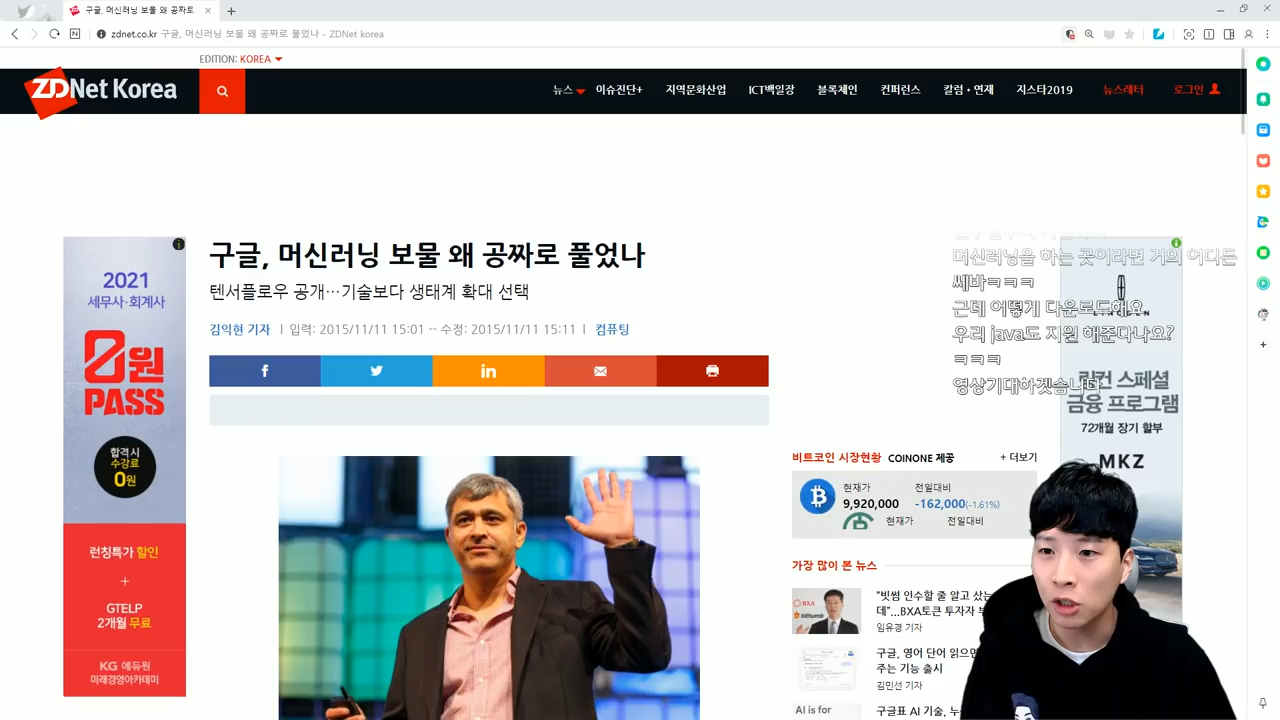 구글, 머신러닝 보물 왜 공짜로
zdnet.co.kr 구글, 머신러닝 보물 왜 공짜로 풀었나 - ZDNet korea
EDITION: KOREA
ZDNet Korea
뉴스
이슈진단+
지역문화산업
ICT백일장
블록체인
컨퍼런스
칼럼 • 연재
지스타2019
뉴스레터
로그인
2021
세무사·회계사
0원
PASS
합격시
수강료
0원
런칭특가 할인
+
GTELP
2개월 무료
KG 에듀원
미래경영아카데미
구글, 머신러닝 보물 왜 공짜로 풀었나
텐서플로우 공개…기술보다 생태계 확대 선택
김익현 기자 | 입력: 2015/11/11 15:01 -- 수정: 2015/11/11 15:11 | 컴퓨팅
머신러닝을 하는 곳이라면 거의 어디든
쎄바ㅋㅋㅋ
근데 어떻게 다운로드해요
우리 java도 지원 해준다나요?
ㅋㅋㅋ
영상기대하겟습니다
링컨 스페셜
금융 프로그램
72개월 장기 할부
MKZ
비트코인 시장현황 COINONE 제공 + 더보기
현재가 전일대비
9,920,000 -162,000(-1.61%)
현재가 전일대비
가장 많이 본 뉴스
BXA
bithumb
"빗썸 인수할 줄 알고 샀는
데"...BXA토큰 투자자
임유경 기자
구글, 영어 단어 읽으면
주는 기능 출시
김민선 기자
AI is for
구글표 AI 기술,